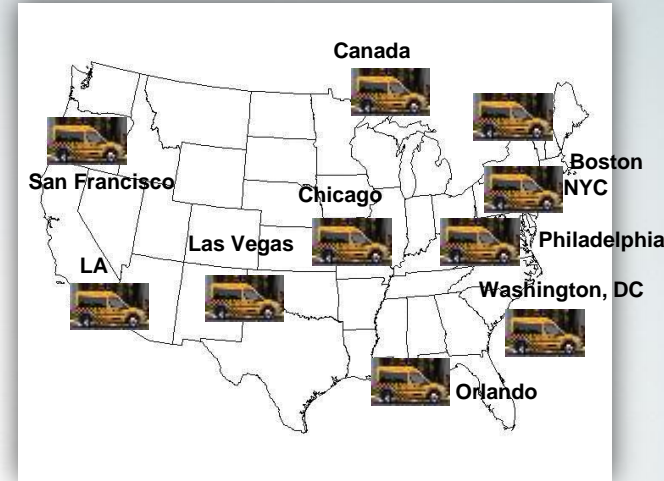 Canada
Boston
San Francisco
NYC
Chicago
Las Vegas
Philadelphia
LA
Washington, DC
Orlando